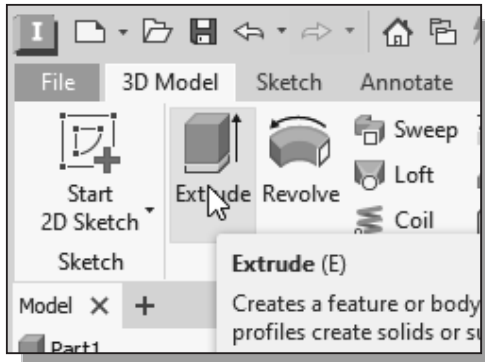 I
File 3D Model Sketch Annotate
Start
2D Sketch
Extrude
Revolve
Sweep
Loft
Coil
Sketch
Extrude (E)
Model
Creates a feature or body
profiles create solids or
Part1